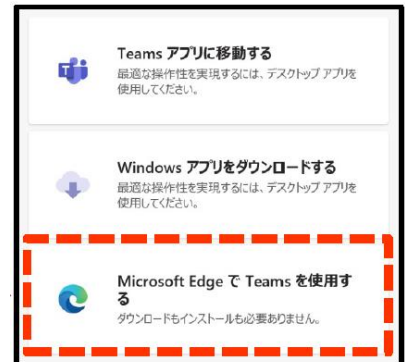 Teams アプリに移動する
最適な操作性を実現するには、デスクトップ アプリを
使用してください。
Windows アプリをダウンロードする
最適な操作性を実現するには、デスクトップ アプリを
使用してください。
Microsoft Edge で Teams を使用す
る
ダウンロードもインストールも必要ありません。